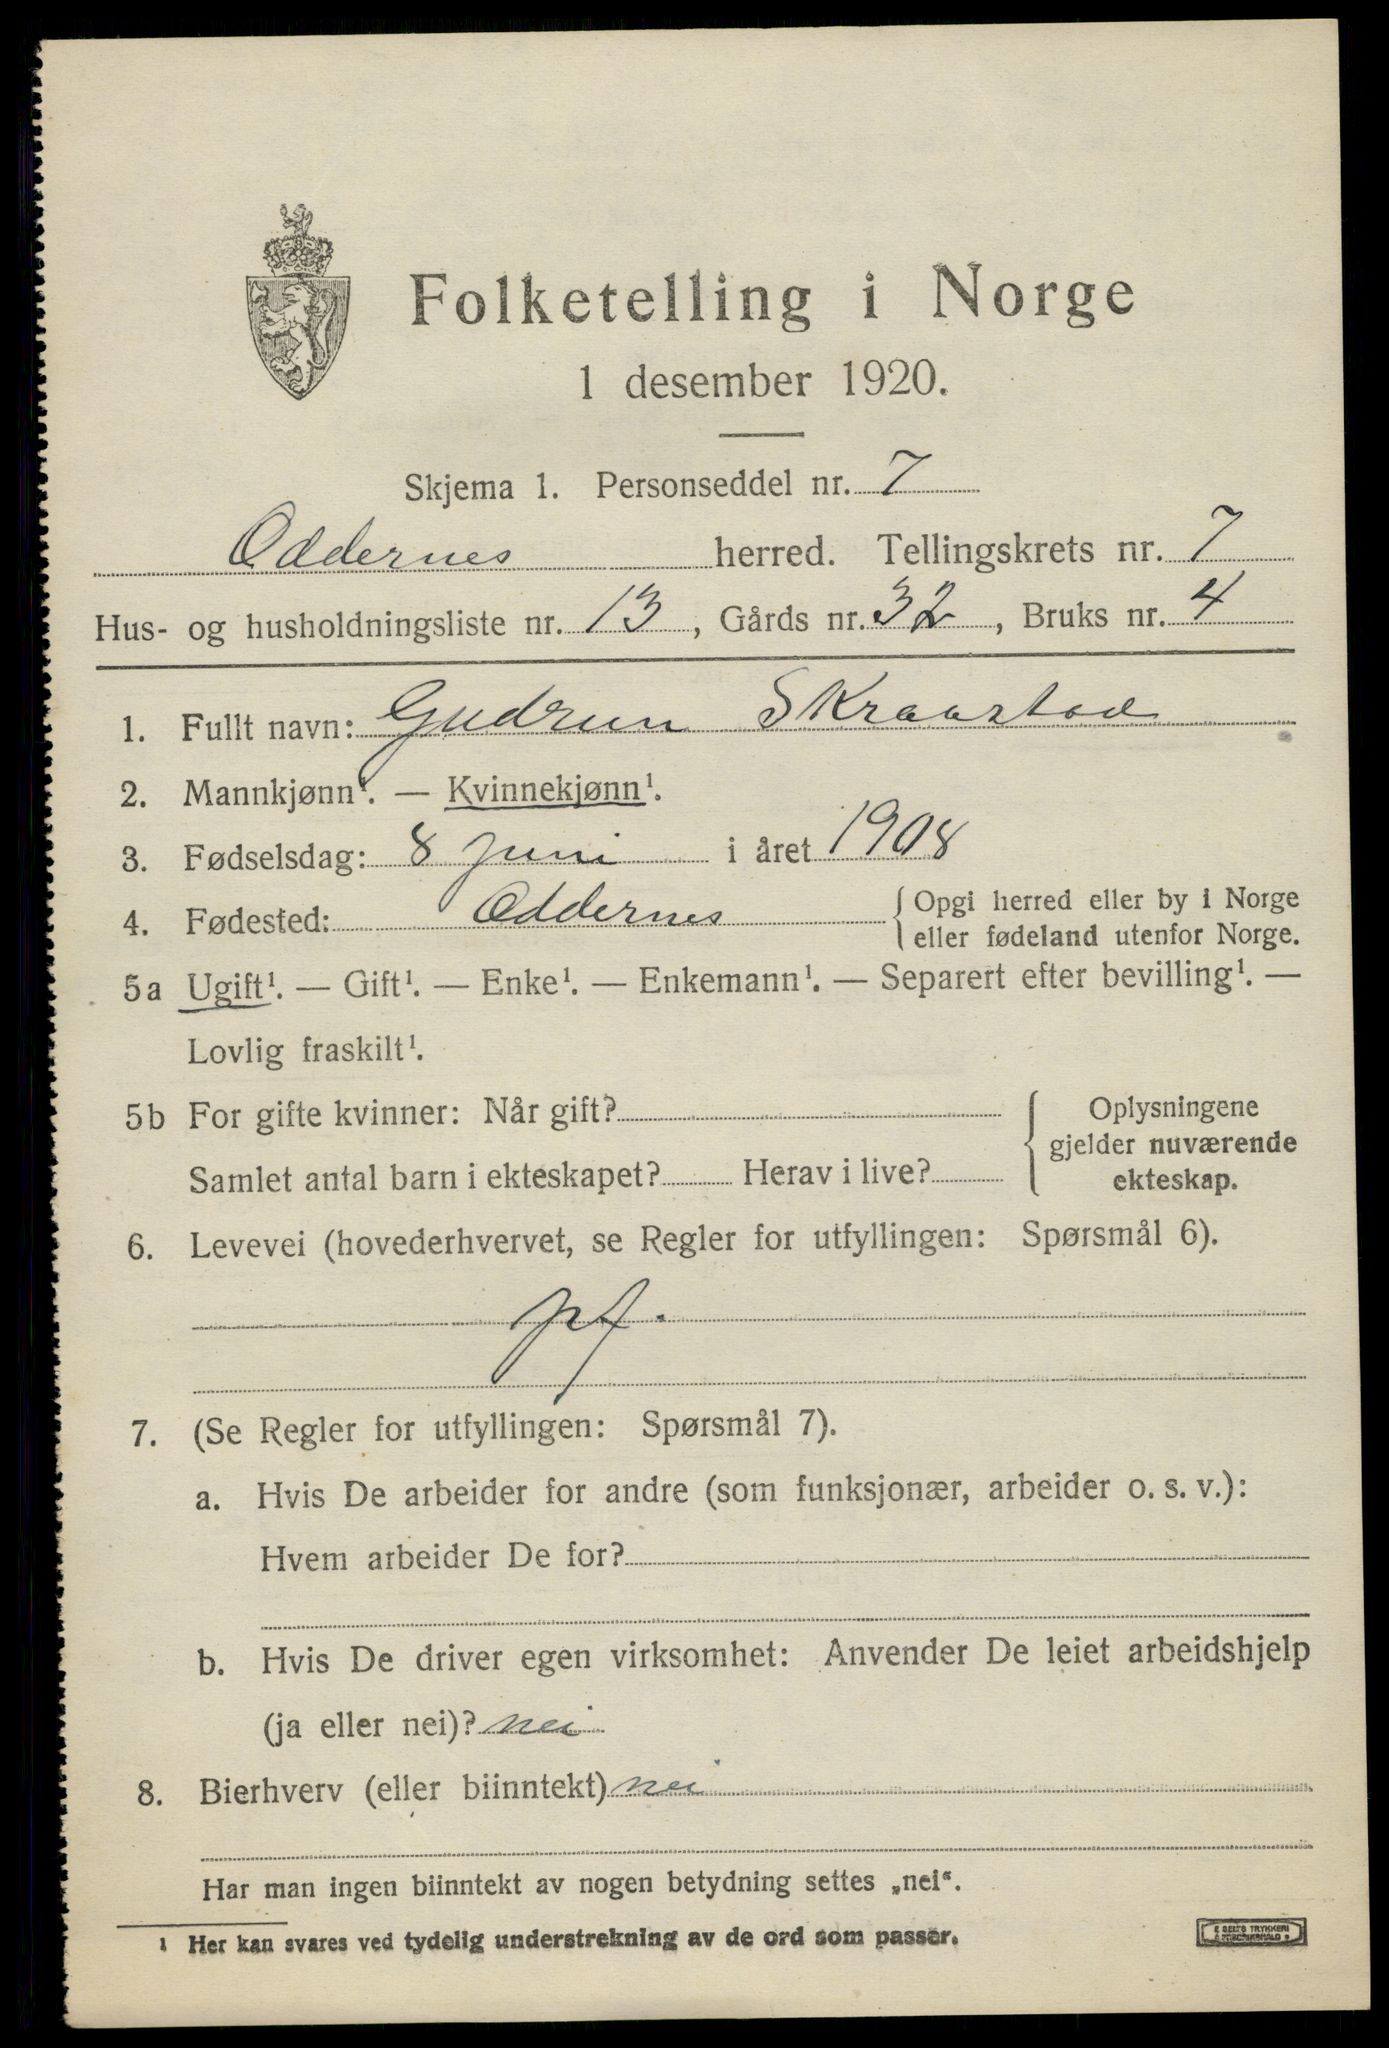 Folketelling i Norge
1 desember 1920.
Skjema 1. Personseddel nr. 7
Oddernes herred. Tellingskrets nr. 7
Hus- og husholdningsliste nr. 13, Gårds nr. 32, Bruks nr. 4
1. Fullt navn: Gudrun Skraastad
2. Mannkjønn¹. — Kvinnekjønn¹.
3. Fødselsdag: 8 juni i året 1908
4. Fødested: Oddernes { Opgi herred eller by i Norge
eller fødeland utenfor Norge.
5a Ugift¹. — Gift¹. — Enke¹. — Enkemann¹. — Separert efter bevilling¹. —
Lovlig fraskilt¹.
5b For gifte kvinner: Når gift? { Oplysningene
gjelder nuværende
Samlet antal barn i ekteskapet? Herav i live? ekteskap.
6. Levevei (hovederhvervet, se Regler for utfyllingen: Spørsmål 6).
pf.
7. (Se Regler for utfyllingen: Spørsmål 7).
a. Hvis De arbeider for andre (som funksjonær, arbeider o. s. v.):
Hvem arbeider De for?
b. Hvis De driver egen virksomhet: Anvender De leiet arbeidshjelp
(ja eller nei)? nei
8. Bierhverv (eller biinntekt) nei
Har man ingen biinntekt av nogen betydning settes „nei“.
¹ Her kan svares ved tydelig understrekning av de ord som passer.